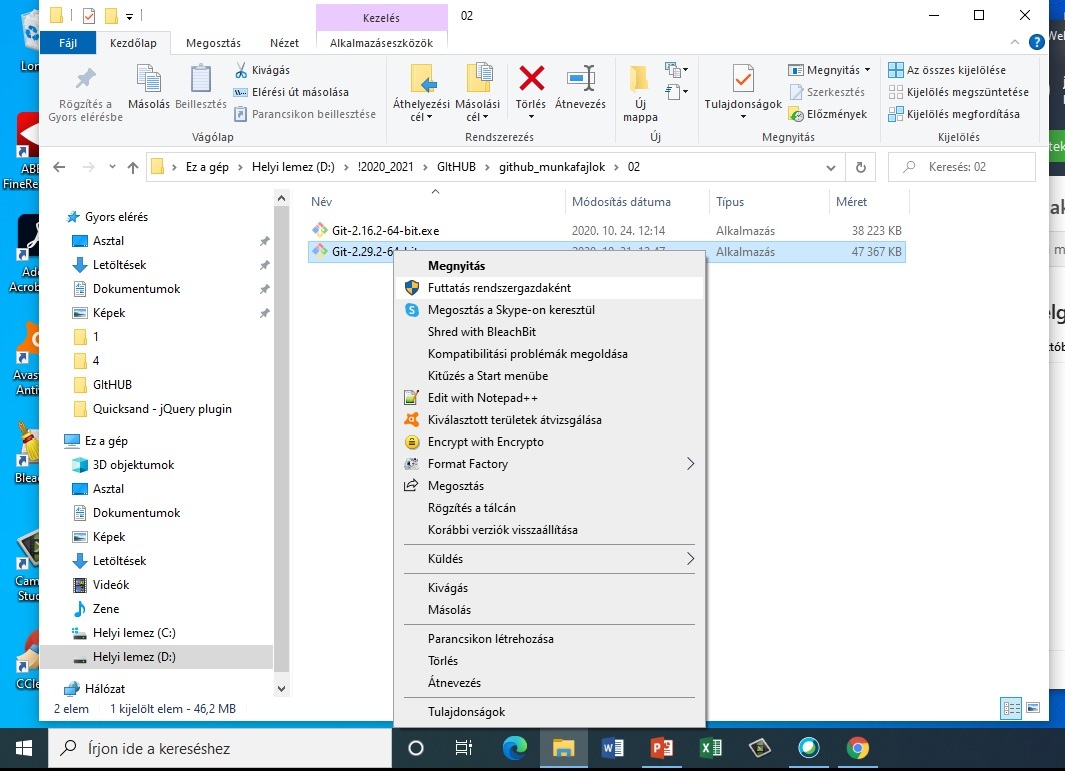 Kezelés
02
Fájl
Kezdőlap
Megosztás
Nézet
Alkalmazáseszközök
Rögzítés a
Gyors elérésbe
Másolás
Beillesztés
Kivágás
Elérési út másolása
Parancsikon beillesztése
Vágólap
Áthelyezési
cél
Másolási
cél
Törlés
Átnevezés
Rendszerezés
Új
mappa
Új
Tulajdonságok
Megnyitás
Szerkesztés
Előzmények
Megnyitás
Az összes kijelölése
Kijelölés megszüntetése
Kijelölés megfordítása
Kijelölés
Ez a gép
Helyi lemez (D:)
!2020_2021
GItHUB
github_munkafajlok
02
Keresés: 02
Név
Módosítás dátuma
Típus
Méret
Git-2.16.2-64-bit.exe
2020. 10. 24. 12:14
Alkalmazás
38 223 KB
Git-2.29.2-64-bit
Alkalmazás
47 367 KB
Gyors elérés
Asztal
Letöltések
Dokumentumok
Képek
1
4
GItHUB
Quicksand - jQuery plugin
Ez a gép
3D objektumok
Asztal
Dokumentumok
Képek
Letöltések
Videók
Zene
Helyi lemez (C:)
Helyi lemez (D:)
Hálózat
2 elem
1 kijelölt elem - 46,2 MB
Megnyitás
Futtatás rendszergazdaként
Megosztás a Skype-on keresztül
Shred with BleachBit
Kompatibilitási problémák megoldása
Kitűzés a Start menübe
Edit with Notepad++
Kiválasztott területek átvizsgálása
Encrypt with Encrypto
Format Factory
Megosztás
Rögzítés a tálcán
Korábbi verziók visszaállítása
Küldés
Kivágás
Másolás
Parancsikon létrehozása
Törlés
Átnevezés
Tulajdonságok
Írjon ide a kereséshez